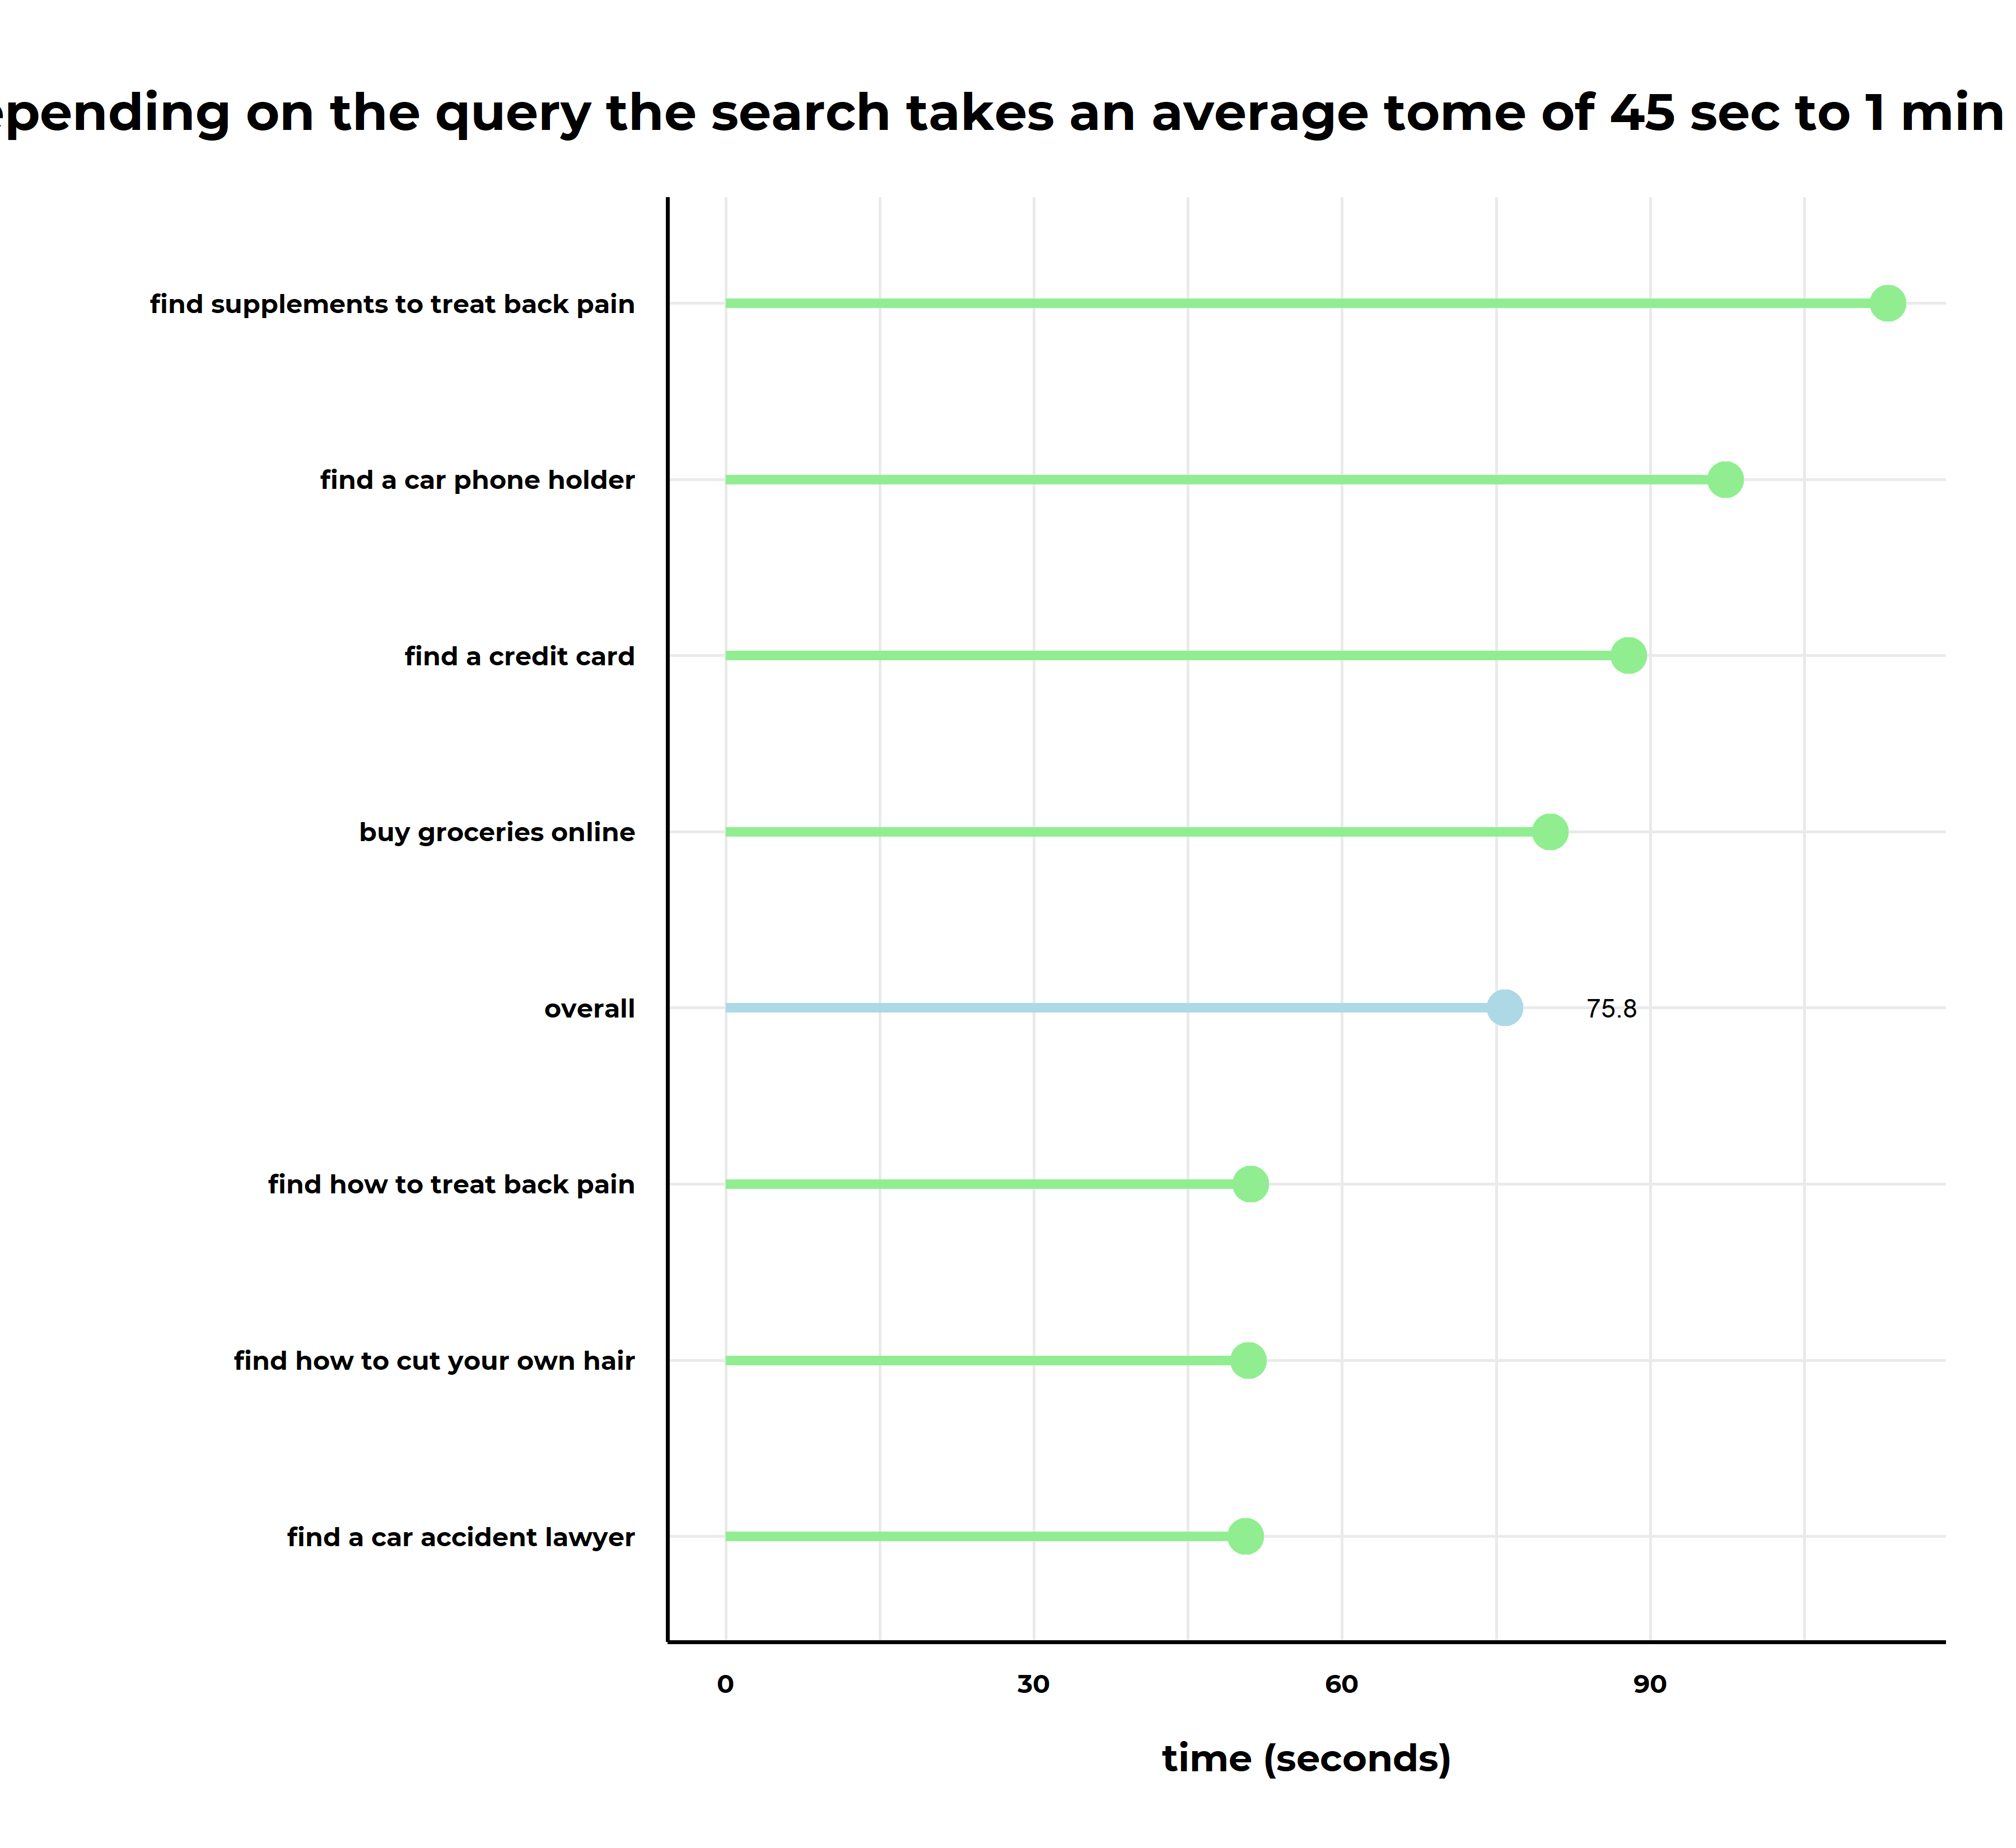 epending on the query the search takes an average tome of 45 sec to 1 min
find supplements to treat back pain
find a car phone holder
find a credit card
buy groceries online
overall
75.8
find how to treat back pain
find how to cut your own hair
find a car accident lawyer
0 30 60 90
time (seconds)